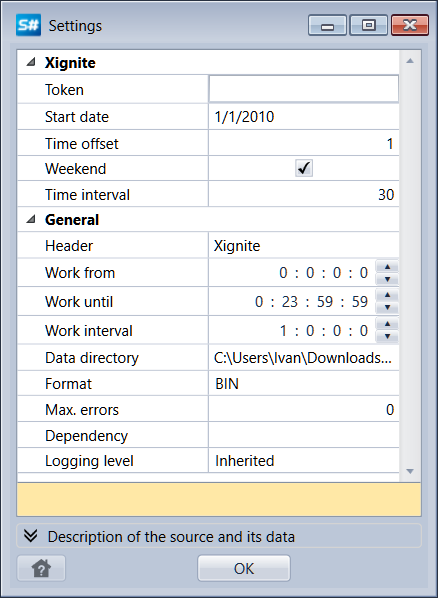 S# Settings
Xignite
Token
Start date 1/1/2010
Time offset 1
Weekend
Time interval 30
General
Header Xignite
Work from 0 : 0 : 0 : 0
Work until 0 : 23 : 59 : 59
Work interval 1 : 0 : 0 : 0
Data directory C:\Users\Ivan\Downloads...
Format BIN
Max. errors 0
Dependency
Logging level Inherited
Description of the source and its data
? OK